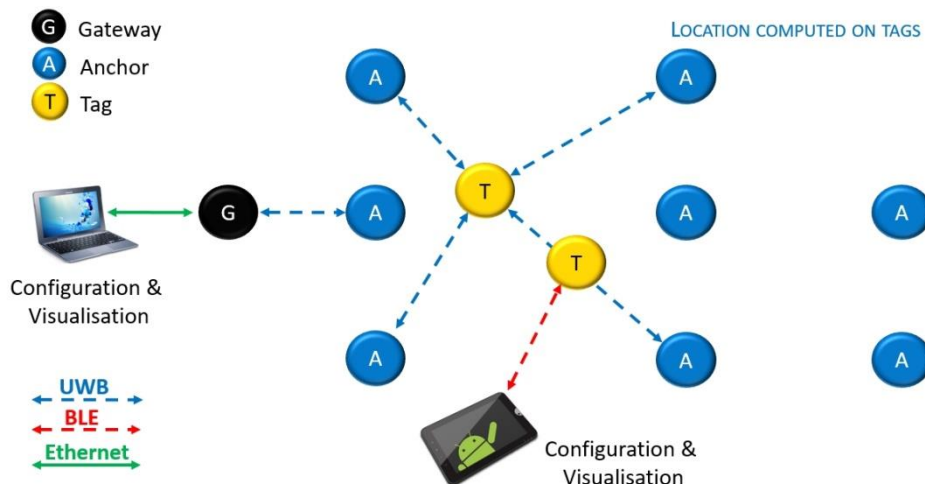 G Gateway
A Anchor
T Tag
LOCATION COMPUTED ON TAGS
A
A
T
G
A
A
A
T
Configuration &
Visualisation
A
A
A
UWB
BLE
Ethernet
Configuration &
Visualisation